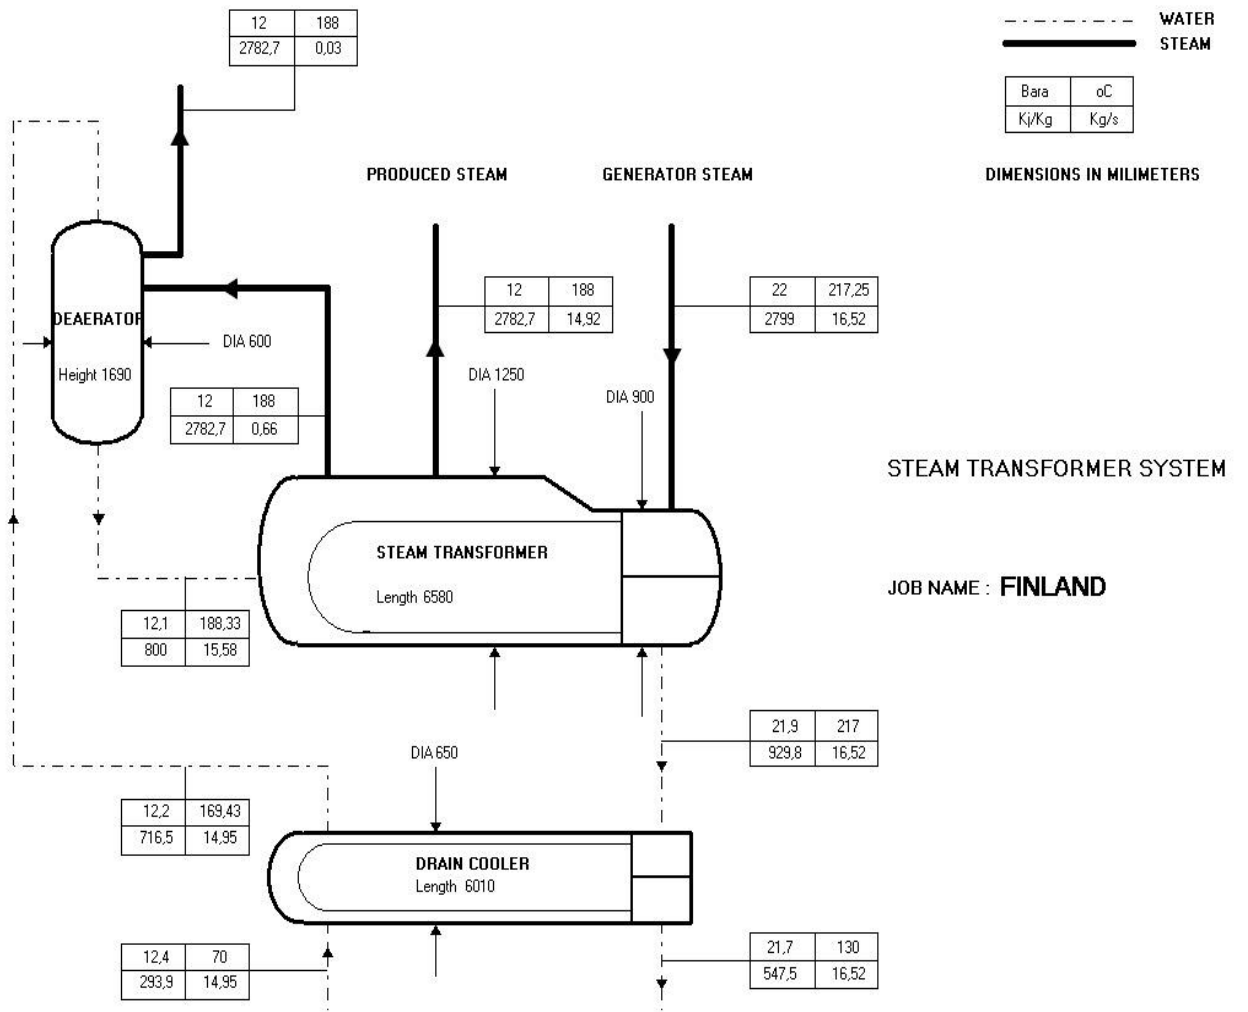 12 188
2782,7 0,03
WATER
STEAM
Bara oC
Kj/Kg Kg/s
DIMENSIONS IN MILIMETERS
PRODUCED STEAM
GENERATOR STEAM
12 188
2782,7 14,92
22 217,25
2799 16,52
DEAERATOR
DIA 600
Height 1690
12 188
2782,7 0,66
DIA 1250
DIA 900
STEAM TRANSFORMER SYSTEM
STEAM TRANSFORMER
Length 6580
JOB NAME : FINLAND
12,1 188,33
800 15,58
21,9 217
929,8 16,52
DIA 650
12,2 169,43
716,5 14,95
DRAIN COOLER
Length 6010
12,4 70
293,9 14,95
21,7 130
547,5 16,52